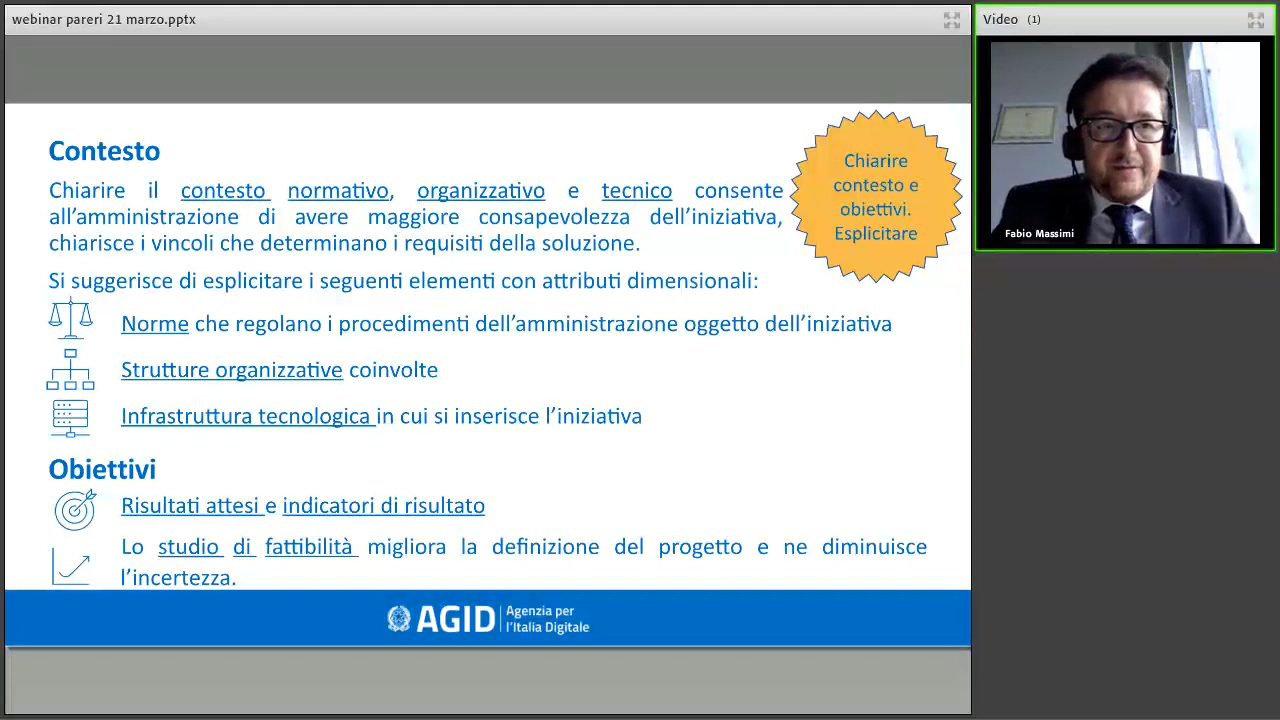 webinar pareri 21 marzo.pptx
Video (1)
Fabio Massimi
Contesto
Chiarire il contesto normativo, organizzativo e tecnico consente
all’amministrazione di avere maggiore consapevolezza dell’iniziativa,
chiarisce i vincoli che determinano i requisiti della soluzione.
Chiarire
contesto e
obiettivi.
Esplicitare
Si suggerisce di esplicitare i seguenti elementi con attributi dimensionali:
Norme che regolano i procedimenti dell’amministrazione oggetto dell’iniziativa
Strutture organizzative coinvolte
Infrastruttura tecnologica in cui si inserisce l’iniziativa
Obiettivi
Risultati attesi e indicatori di risultato
Lo studio di fattibilità migliora la definizione del progetto e ne diminuisce
l’incertezza.
AGID
Agenzia per
l’Italia Digitale